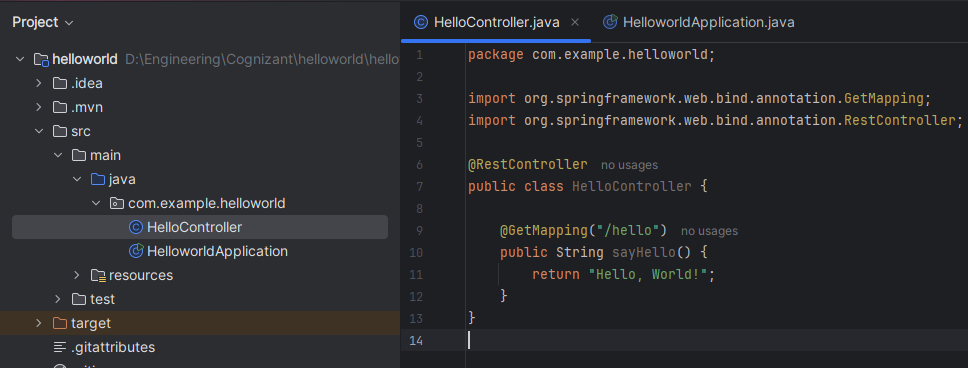 Project
helloworld D:\Engineering\Cognizant\helloworld\hello
.idea
.mvn
src
main
java
com.example.helloworld
HelloController
HelloworldApplication
resources
test
target
.gitattributes
HelloController.java
HelloworldApplication.java
1 package com.example.helloworld;
2
3 import org.springframework.web.bind.annotation.GetMapping;
4 import org.springframework.web.bind.annotation.RestController;
5
6 @RestController no usages
7 public class HelloController {
8
9 @GetMapping("/hello") no usages
10 public String sayHello() {
11 return "Hello, World!";
12 }
13 }
14